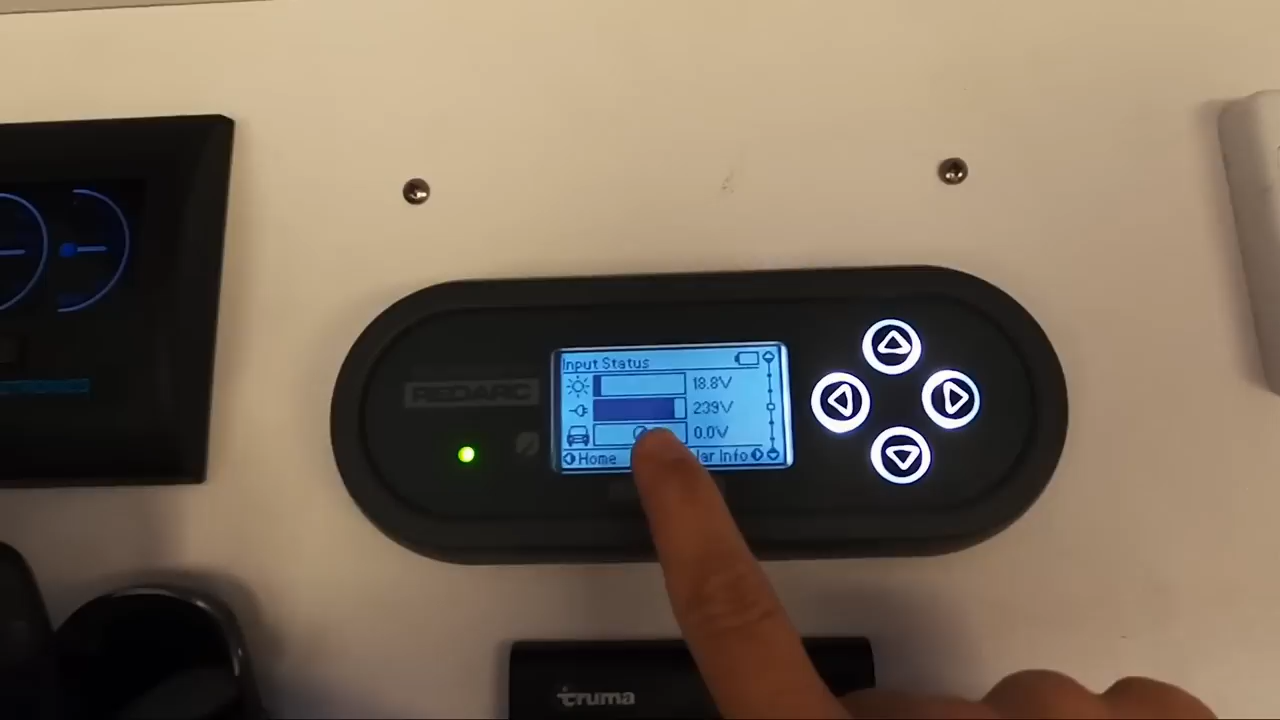 REDARC
Input Status
18.8V
239V
0.0V
Home lar Info
truma